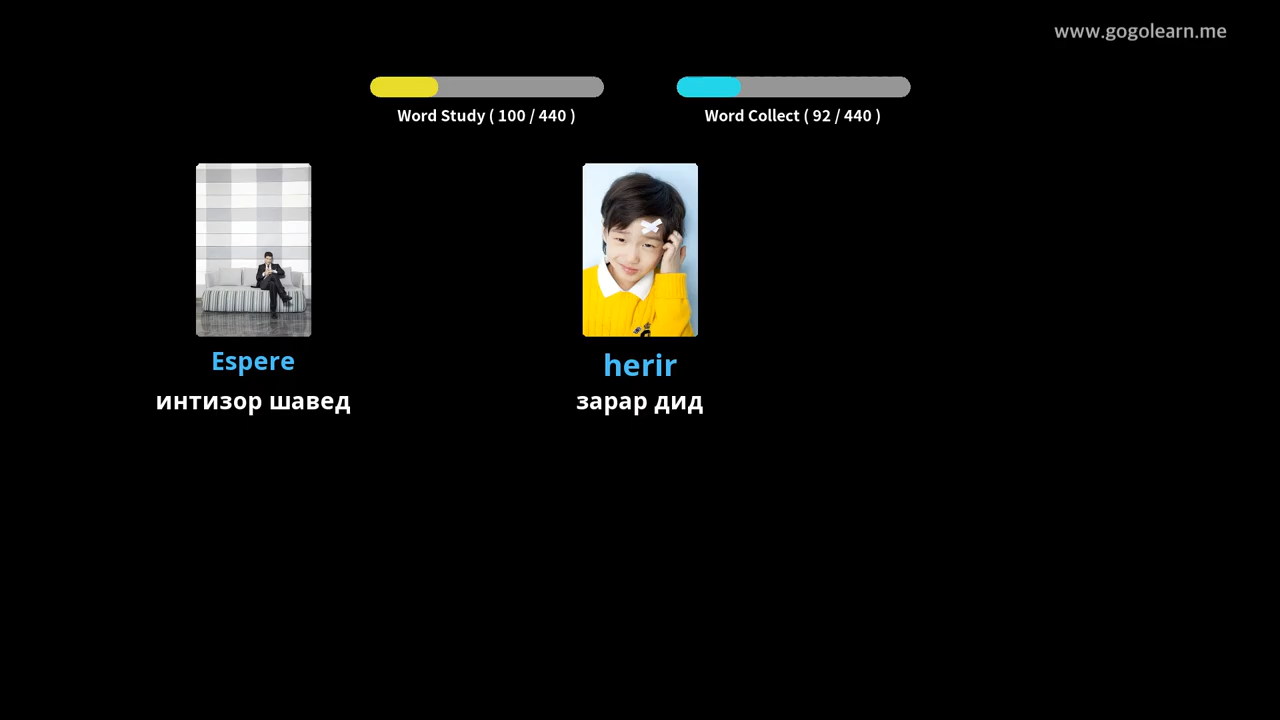 www.gogolearn.me
Word Study ( 100 / 440 )
Word Collect ( 92 / 440 )
Espere
интизор шавед
herir
зарар дид